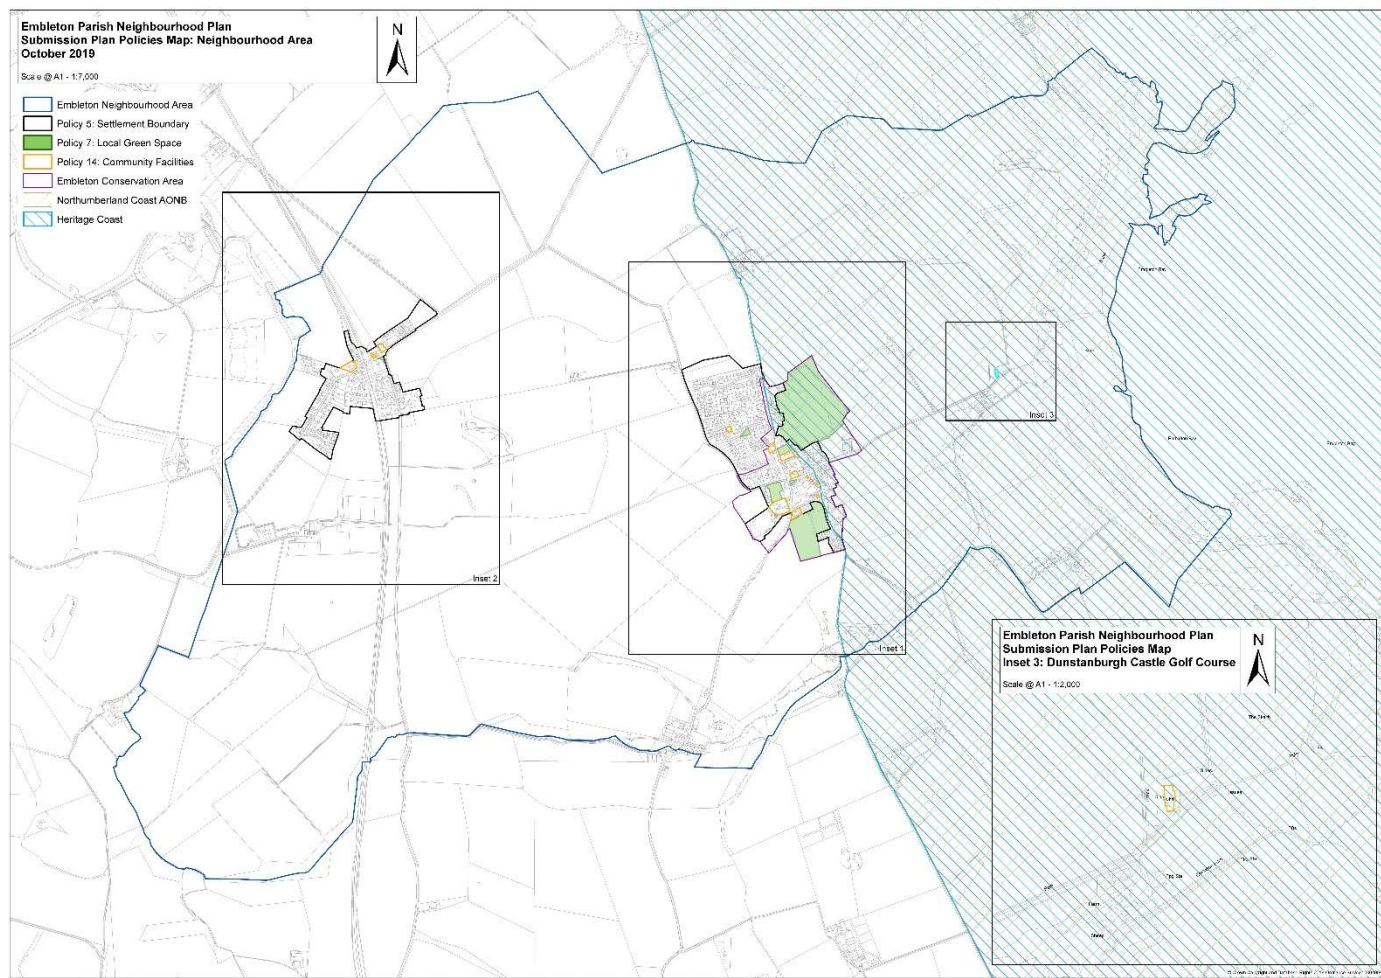 Embleton Parish Neighbourhood Plan
Submission Plan Policies Map: Neighbourhood Area
October 2019
Scale @ A1 - 1:7,000
N
Embleton Neighbourhood Area
Policy 5: Settlement Boundary
Policy 7: Local Green Space
Policy 14: Community Facilities
Embleton Conservation Area
Northumberland Coast AONB
Heritage Coast
Inset 3
Inset 2
Inset 1
Embleton Parish Neighbourhood Plan
Submission Plan Policies Map
Inset 3: Dunstanburgh Castle Golf Course
Scale @ A1 - 1:2,000
N